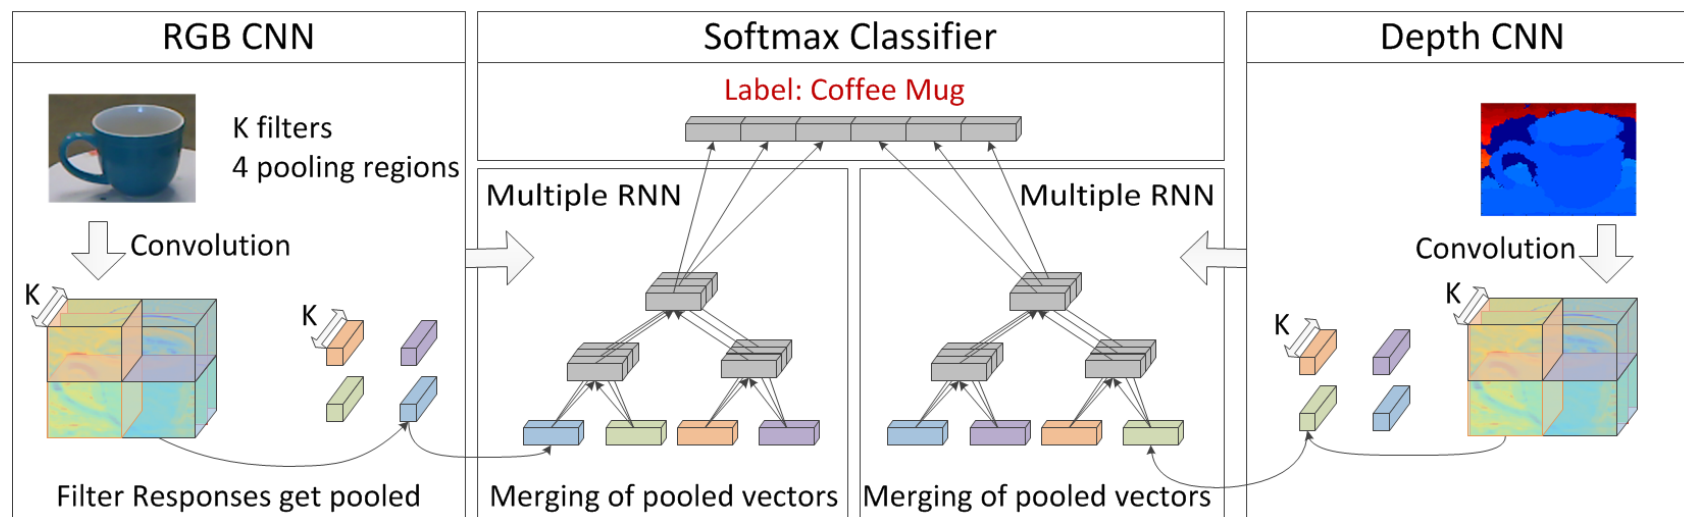 RGB CNN
K filters
4 pooling regions
Convolution
K
K
Filter Responses get pooled
Softmax Classifier
Label: Coffee Mug
Multiple RNN
Merging of pooled vectors
Multiple RNN
Merging of pooled vectors
Depth CNN
Convolution
K
K